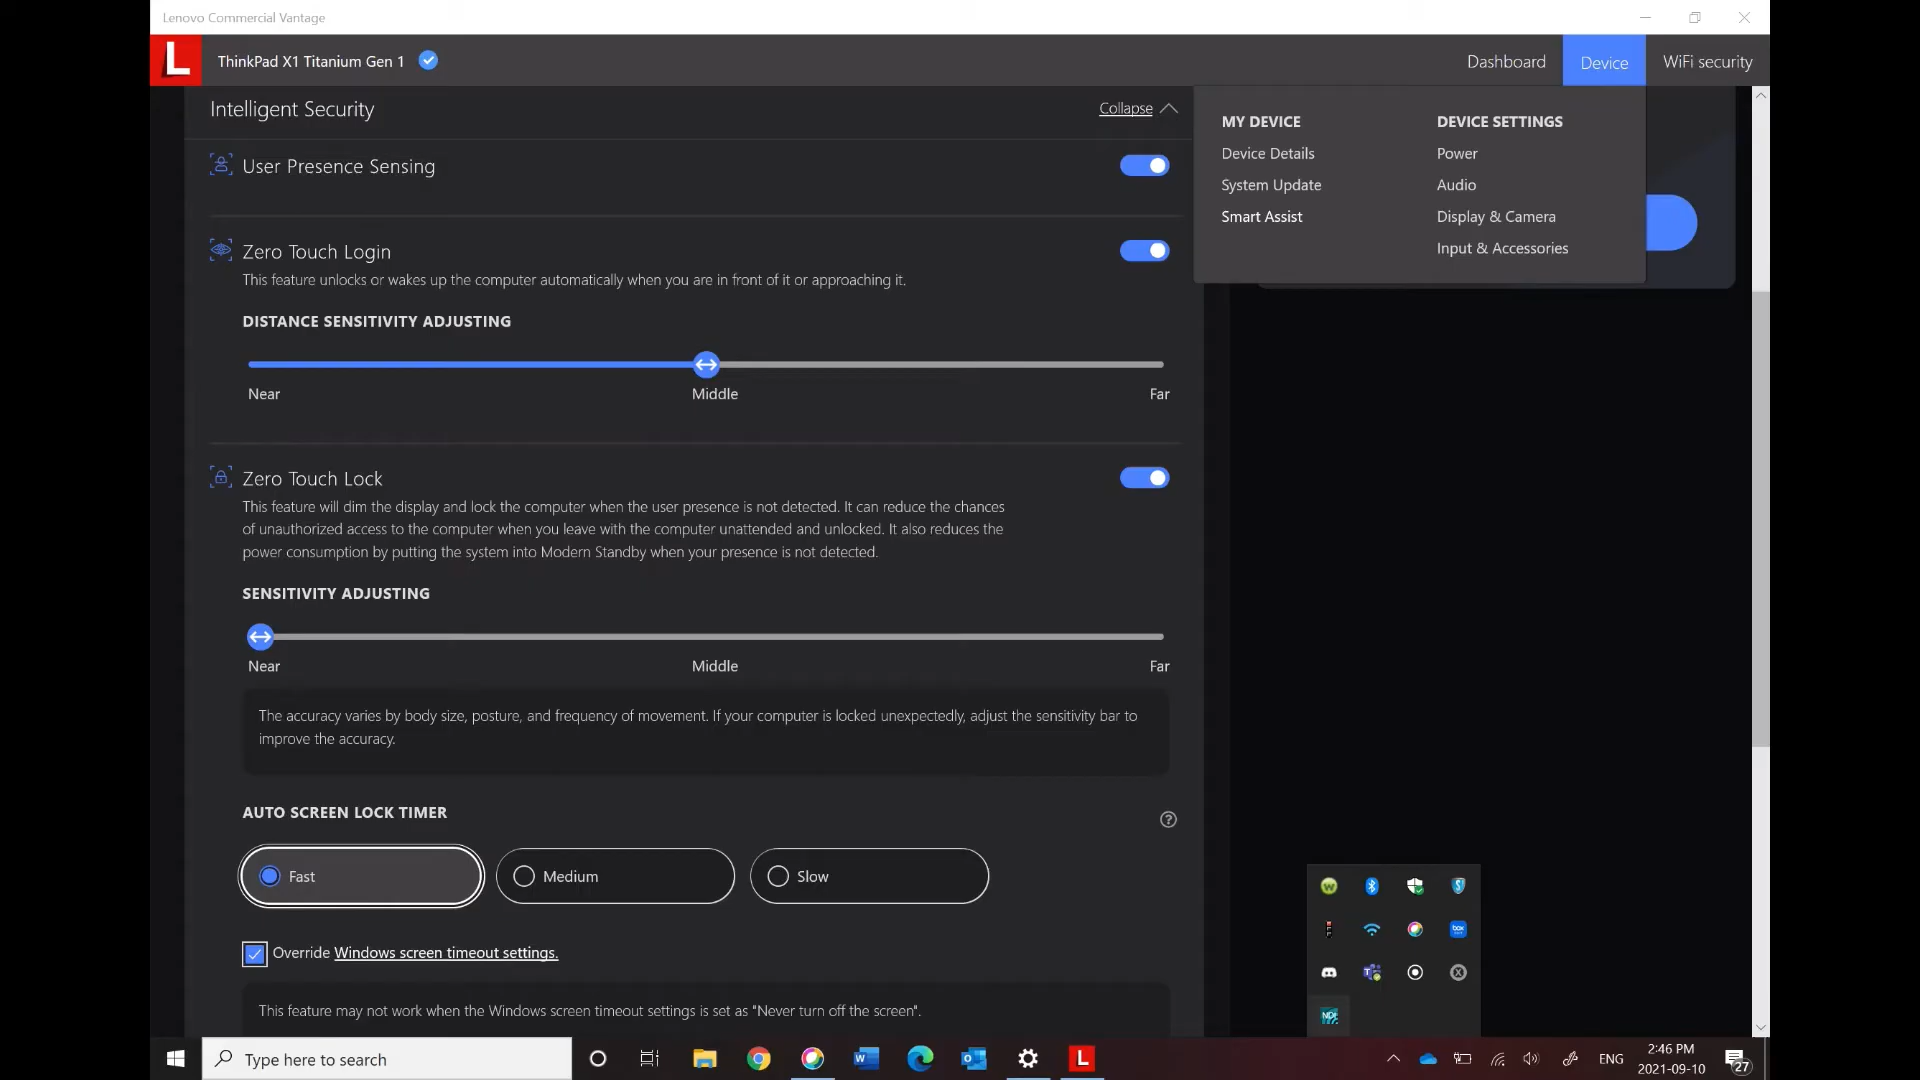 Lenovo Commercial Vantage
L
ThinkPad X1 Titanium Gen 1
Dashboard
Device
WiFi security
Intelligent Security
Collapse
MY DEVICE
DEVICE SETTINGS
Device Details
Power
System Update
Audio
Smart Assist
Display & Camera
Input & Accessories
User Presence Sensing
Zero Touch Login
This feature unlocks or wakes up the computer automatically when you are in front of it or approaching it.
DISTANCE SENSITIVITY ADJUSTING
Near
Middle
Far
Zero Touch Lock
This feature will dim the display and lock the computer when the user presence is not detected. It can reduce the chances
of unauthorized access to the computer when you leave with the computer unattended and unlocked. It also reduces the
power consumption by putting the system into Modern Standby when your presence is not detected.
SENSITIVITY ADJUSTING
Near
Middle
Far
The accuracy varies by body size, posture, and frequency of movement. If your computer is locked unexpectedly, adjust the sensitivity bar to
improve the accuracy.
AUTO SCREEN LOCK TIMER
?
Fast
Medium
Slow
Override Windows screen timeout settings.
This feature may not work when the Windows screen timeout settings is set as "Never turn off the screen".
box
NDI
Type here to search
W
L
ENG
2:46 PM
2021-09-10
27